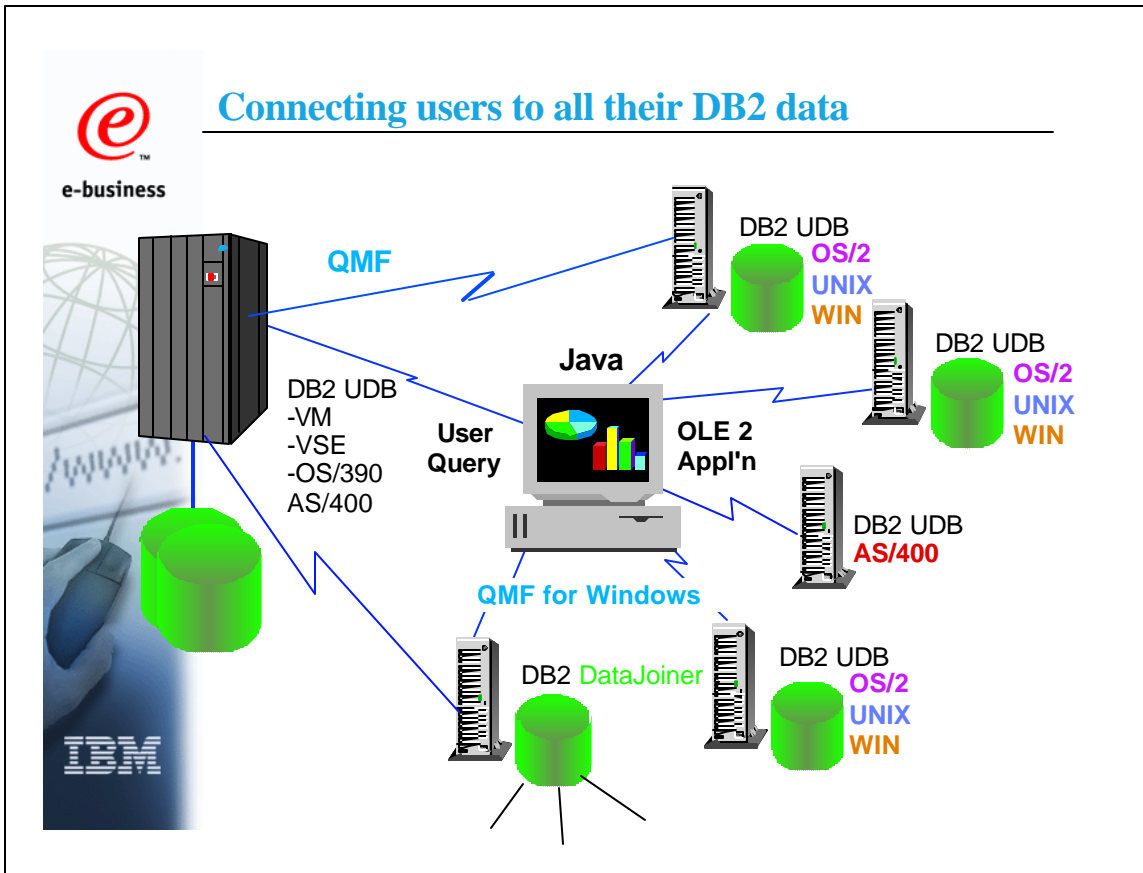 Connecting users to all their DB2 data
e
TM
e-business
QMF
DB2 UDB
OS/2
UNIX
WIN
DB2 UDB
OS/2
UNIX
WIN
Java
User
Query
OLE 2
Appl'n
DB2 UDB
-VM
-VSE
-OS/390
AS/400
DB2 UDB
AS/400
QMF for Windows
DB2 DataJoiner
DB2 UDB
OS/2
UNIX
WIN
IBM